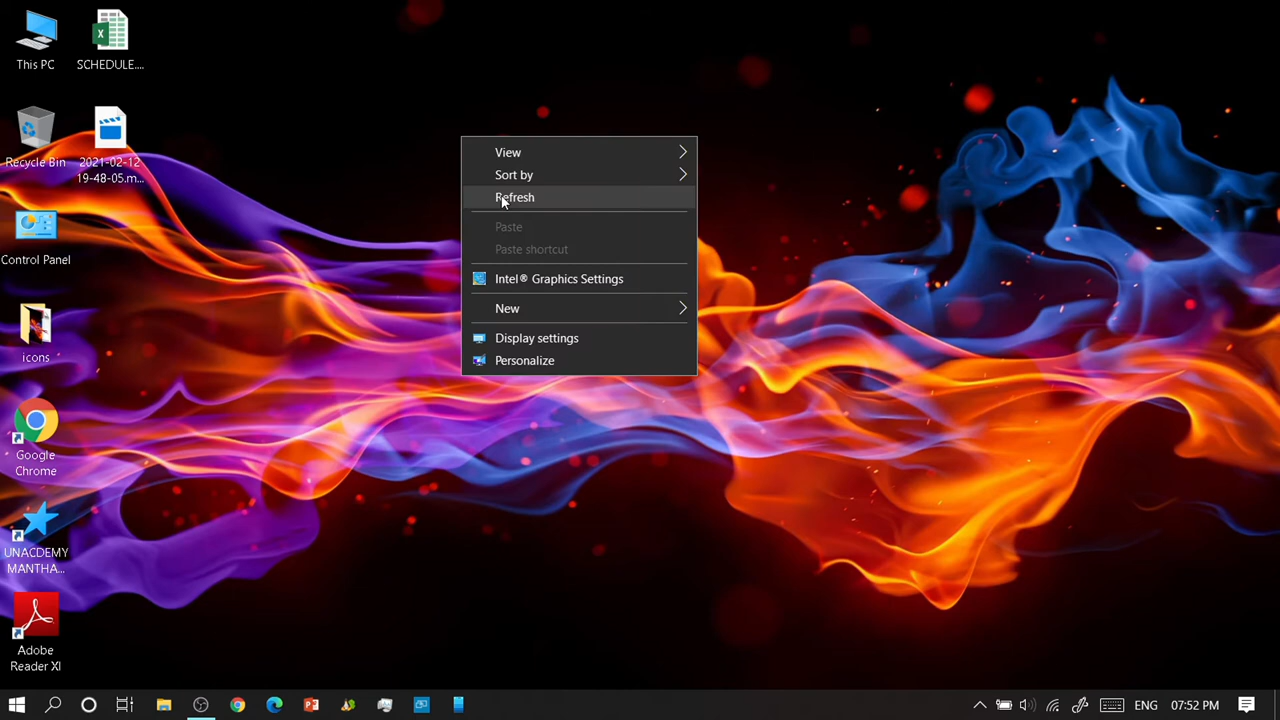 This PC
SCHEDULE....
Recycle Bin
2021-02-12
19-48-05.m...
Control Panel
icons
Google
Chrome
UNACDEMY
MANTHA...
Adobe
Reader XI
View
Sort by
Refresh
Paste
Paste shortcut
Intel® Graphics Settings
New
Display settings
Personalize
ENG
07:52 PM